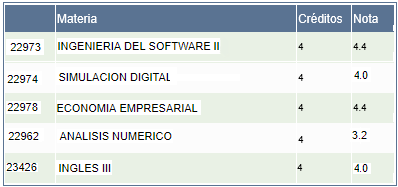 Materia Créditos Nota
22973 INGENIERIA DEL SOFTWARE II 4 4.4
22974 SIMULACION DIGITAL 4 4.0
22978 ECONOMIA EMPRESARIAL 4 4.4
22962 ANALISIS NUMERICO 4 3.2
23426 INGLES III 4 4.0